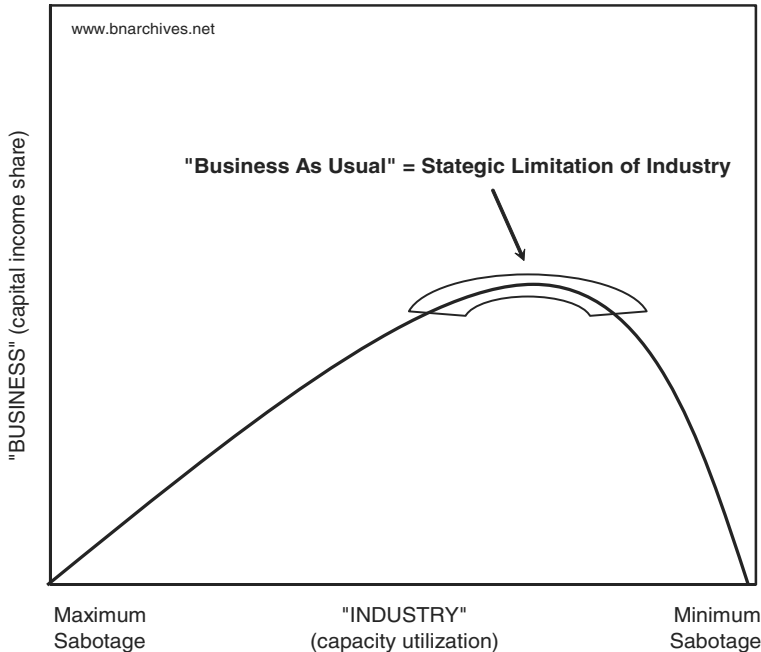 www.bnarchives.net
"Business As Usual" = Stategic Limitation of Industry
"BUSINESS" (capital income share)
Maximum
Sabotage
"INDUSTRY"
(capacity utilization)
Minimum
Sabotage